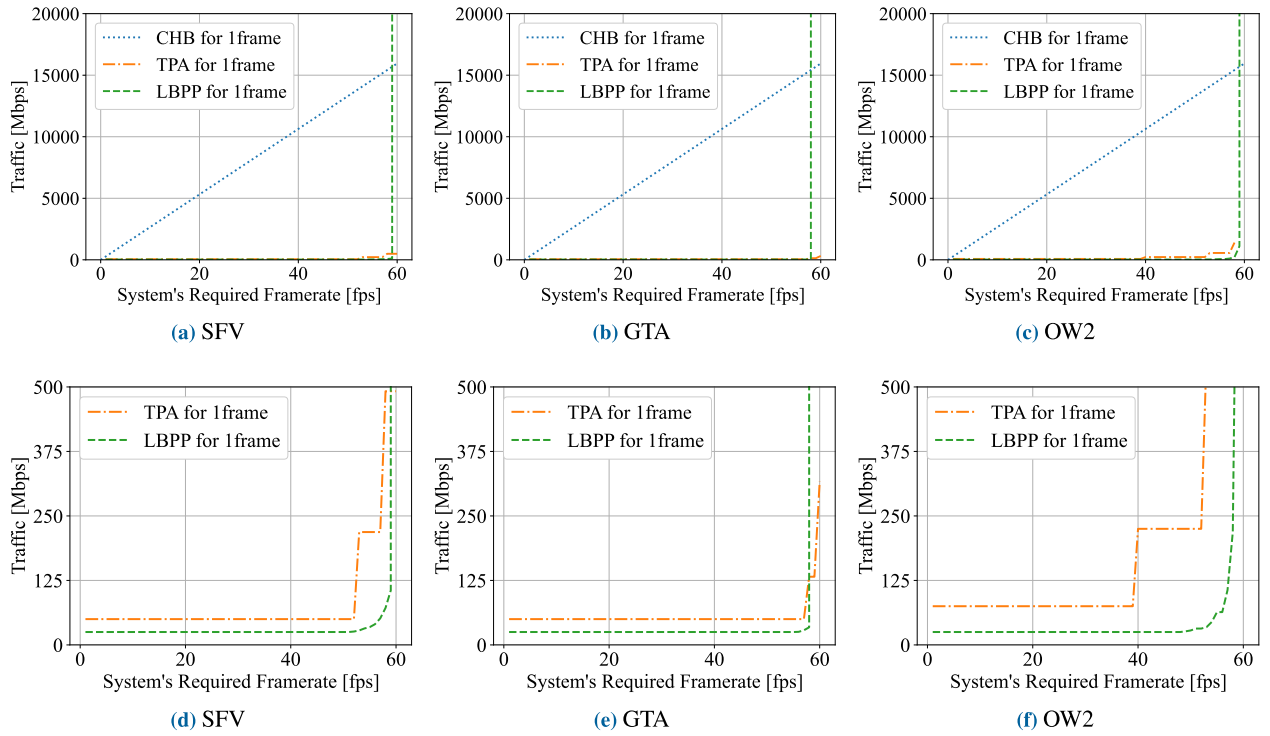 20000
15000
10000
5000
0
Traffic [Mbps]
CHB for 1frame
TPA for 1frame
LBPP for 1frame
0 20 40 60
System's Required Framerate [fps]
(a) SFV
20000
15000
10000
5000
0
Traffic [Mbps]
CHB for 1frame
TPA for 1frame
LBPP for 1frame
0 20 40 60
System's Required Framerate [fps]
(b) GTA
20000
15000
10000
5000
0
Traffic [Mbps]
CHB for 1frame
TPA for 1frame
LBPP for 1frame
0 20 40 60
System's Required Framerate [fps]
(c) OW2
500
375
250
125
0
Traffic [Mbps]
TPA for 1frame
LBPP for 1frame
0 20 40 60
System's Required Framerate [fps]
(d) SFV
500
375
250
125
0
Traffic [Mbps]
TPA for 1frame
LBPP for 1frame
0 20 40 60
System's Required Framerate [fps]
(e) GTA
500
375
250
125
0
Traffic [Mbps]
TPA for 1frame
LBPP for 1frame
0 20 40 60
System's Required Framerate [fps]
(f) OW2